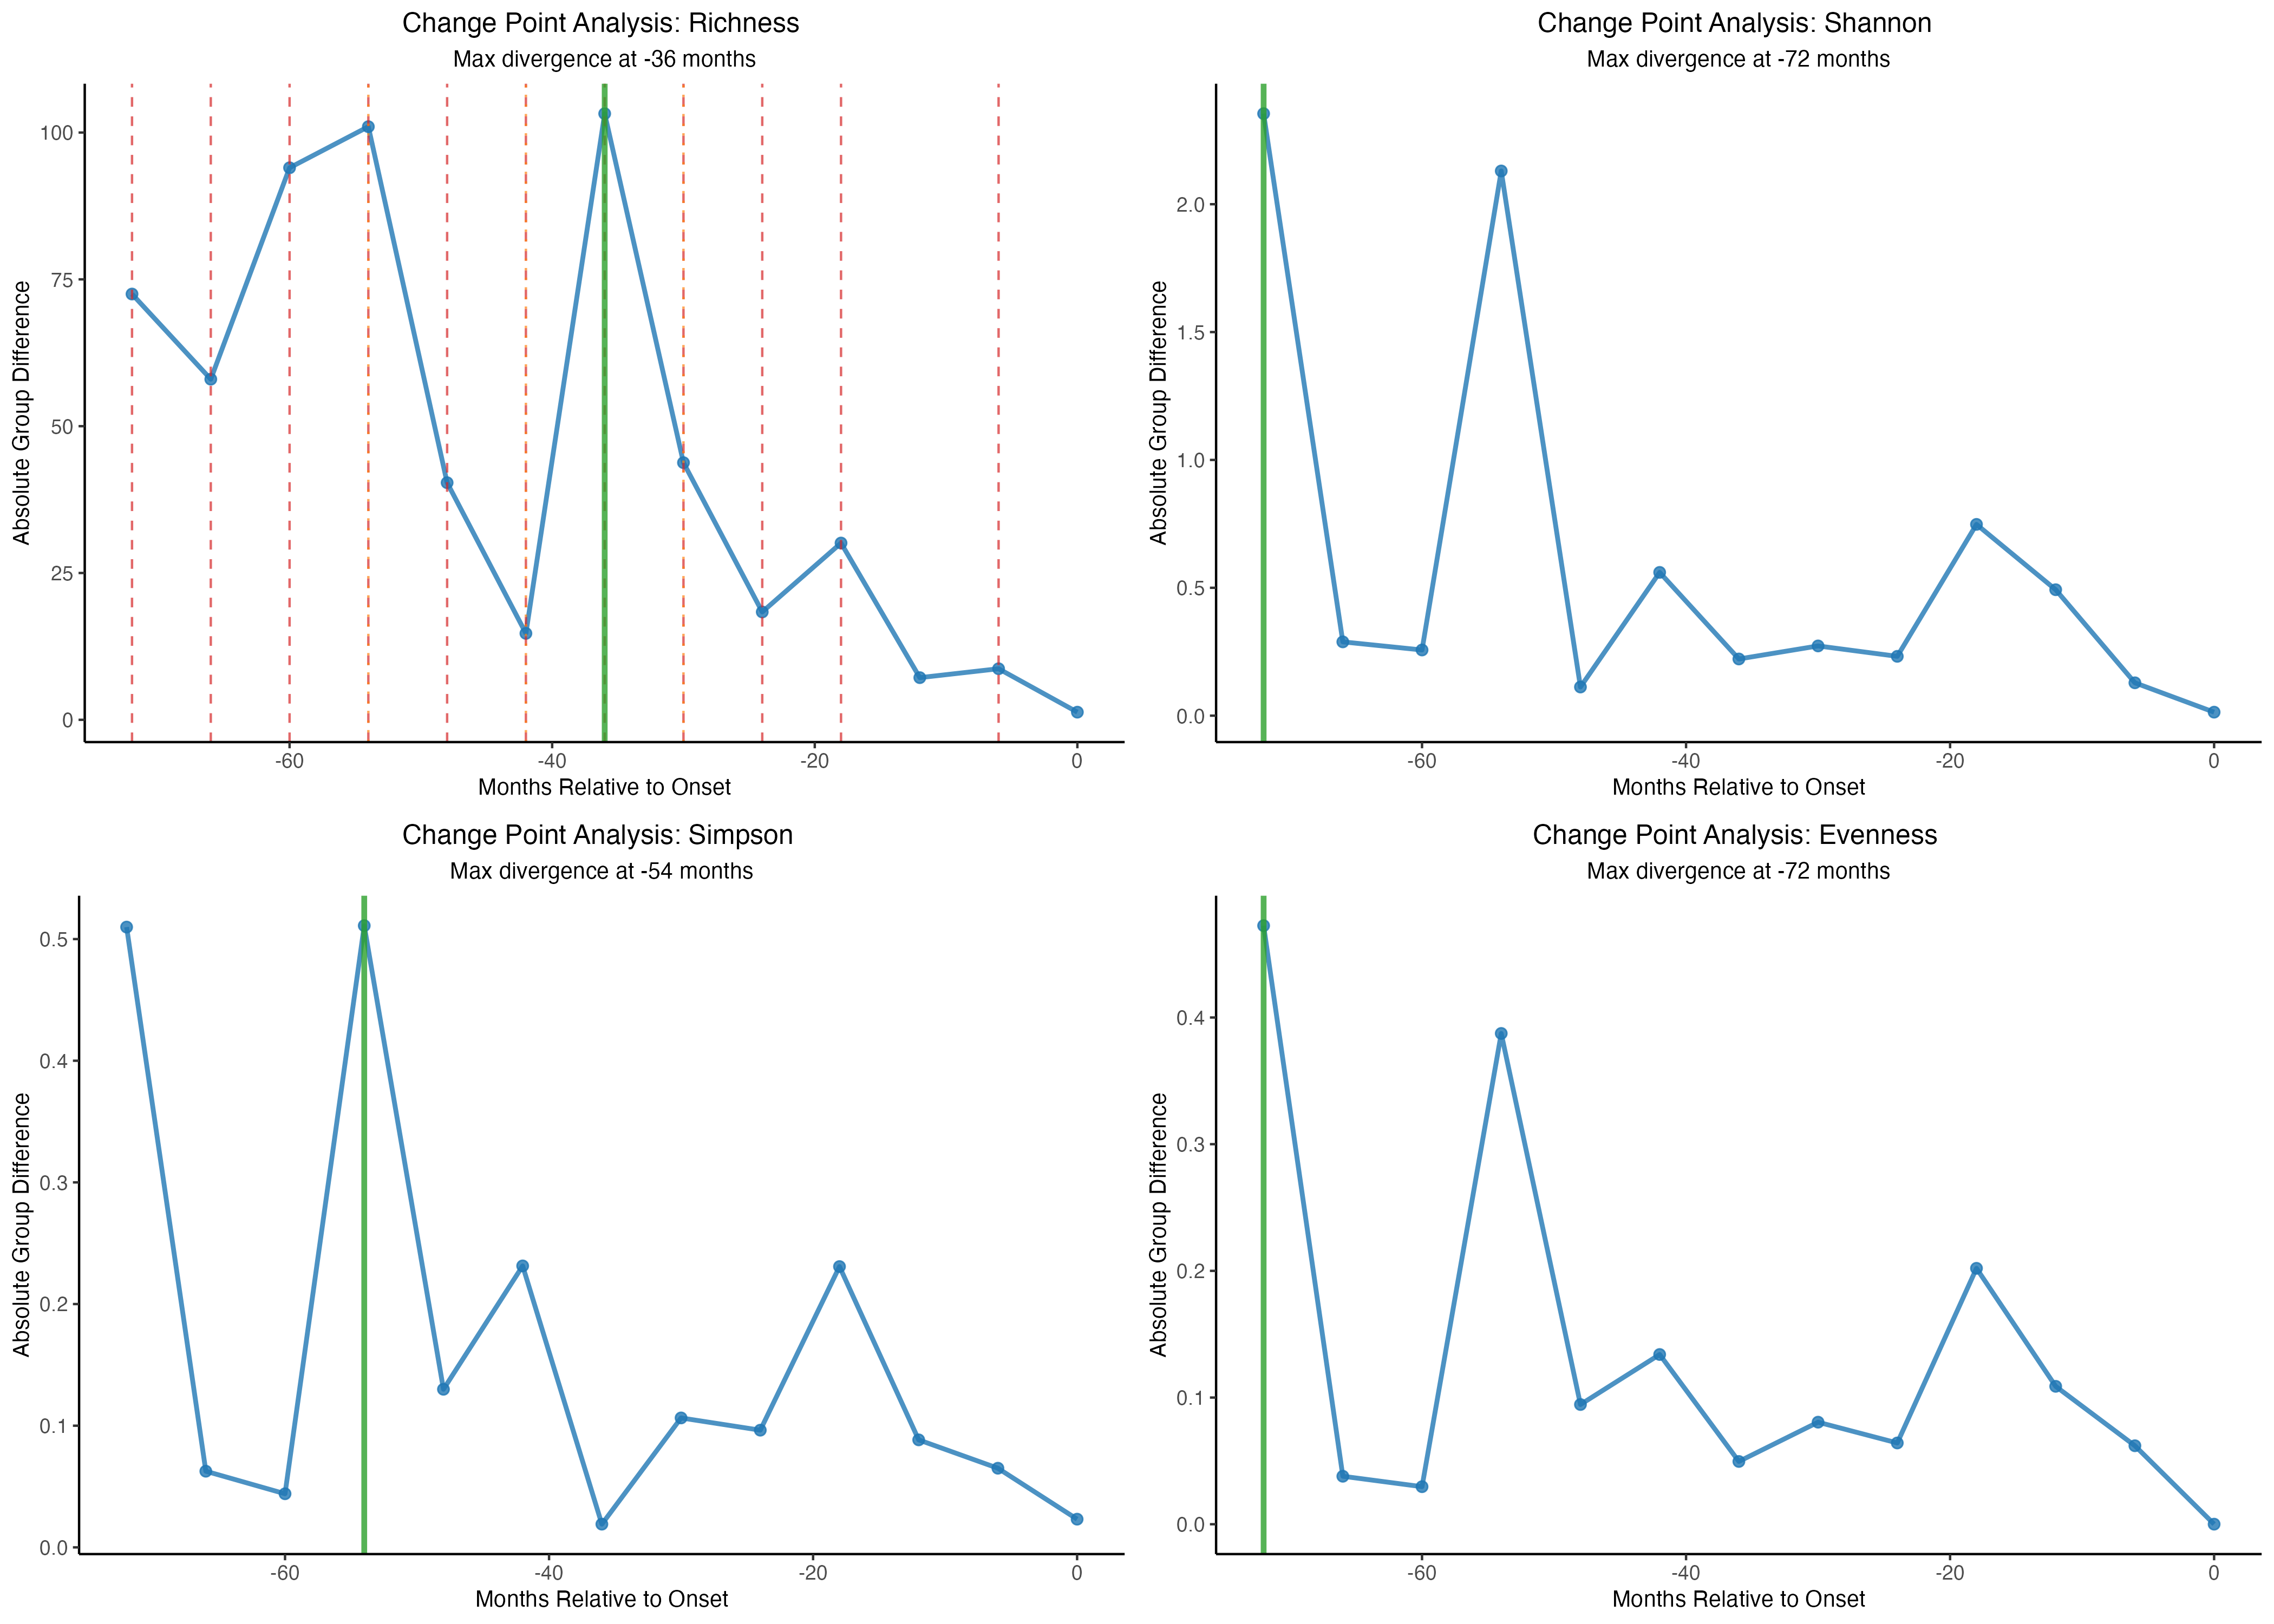 Change Point Analysis: Richness
Max divergence at -36 months
Absolute Group Difference
100
75
50
25
0
-60
-40
-20
0
Months Relative to Onset
Change Point Analysis: Shannon
Max divergence at -72 months
Absolute Group Difference
2.0
1.5
1.0
0.5
0.0
-60
-40
-20
0
Months Relative to Onset
Change Point Analysis: Simpson
Max divergence at -54 months
Absolute Group Difference
0.5
0.4
0.3
0.2
0.1
0.0
-60
-40
-20
0
Months Relative to Onset
Change Point Analysis: Evenness
Max divergence at -72 months
Absolute Group Difference
0.4
0.3
0.2
0.1
0.0
-60
-40
-20
0
Months Relative to Onset